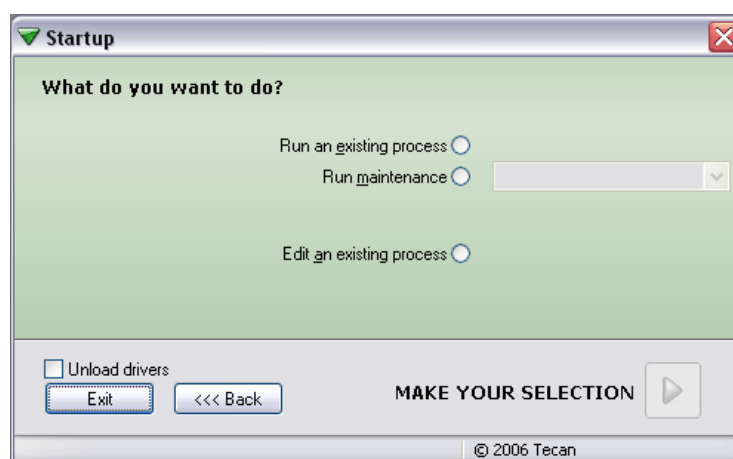 Startup
What do you want to do?
Run an existing process
Run maintenance
Edit an existing process
Unload drivers
Exit
<<< Back
MAKE YOUR SELECTION
© 2006 Tecan